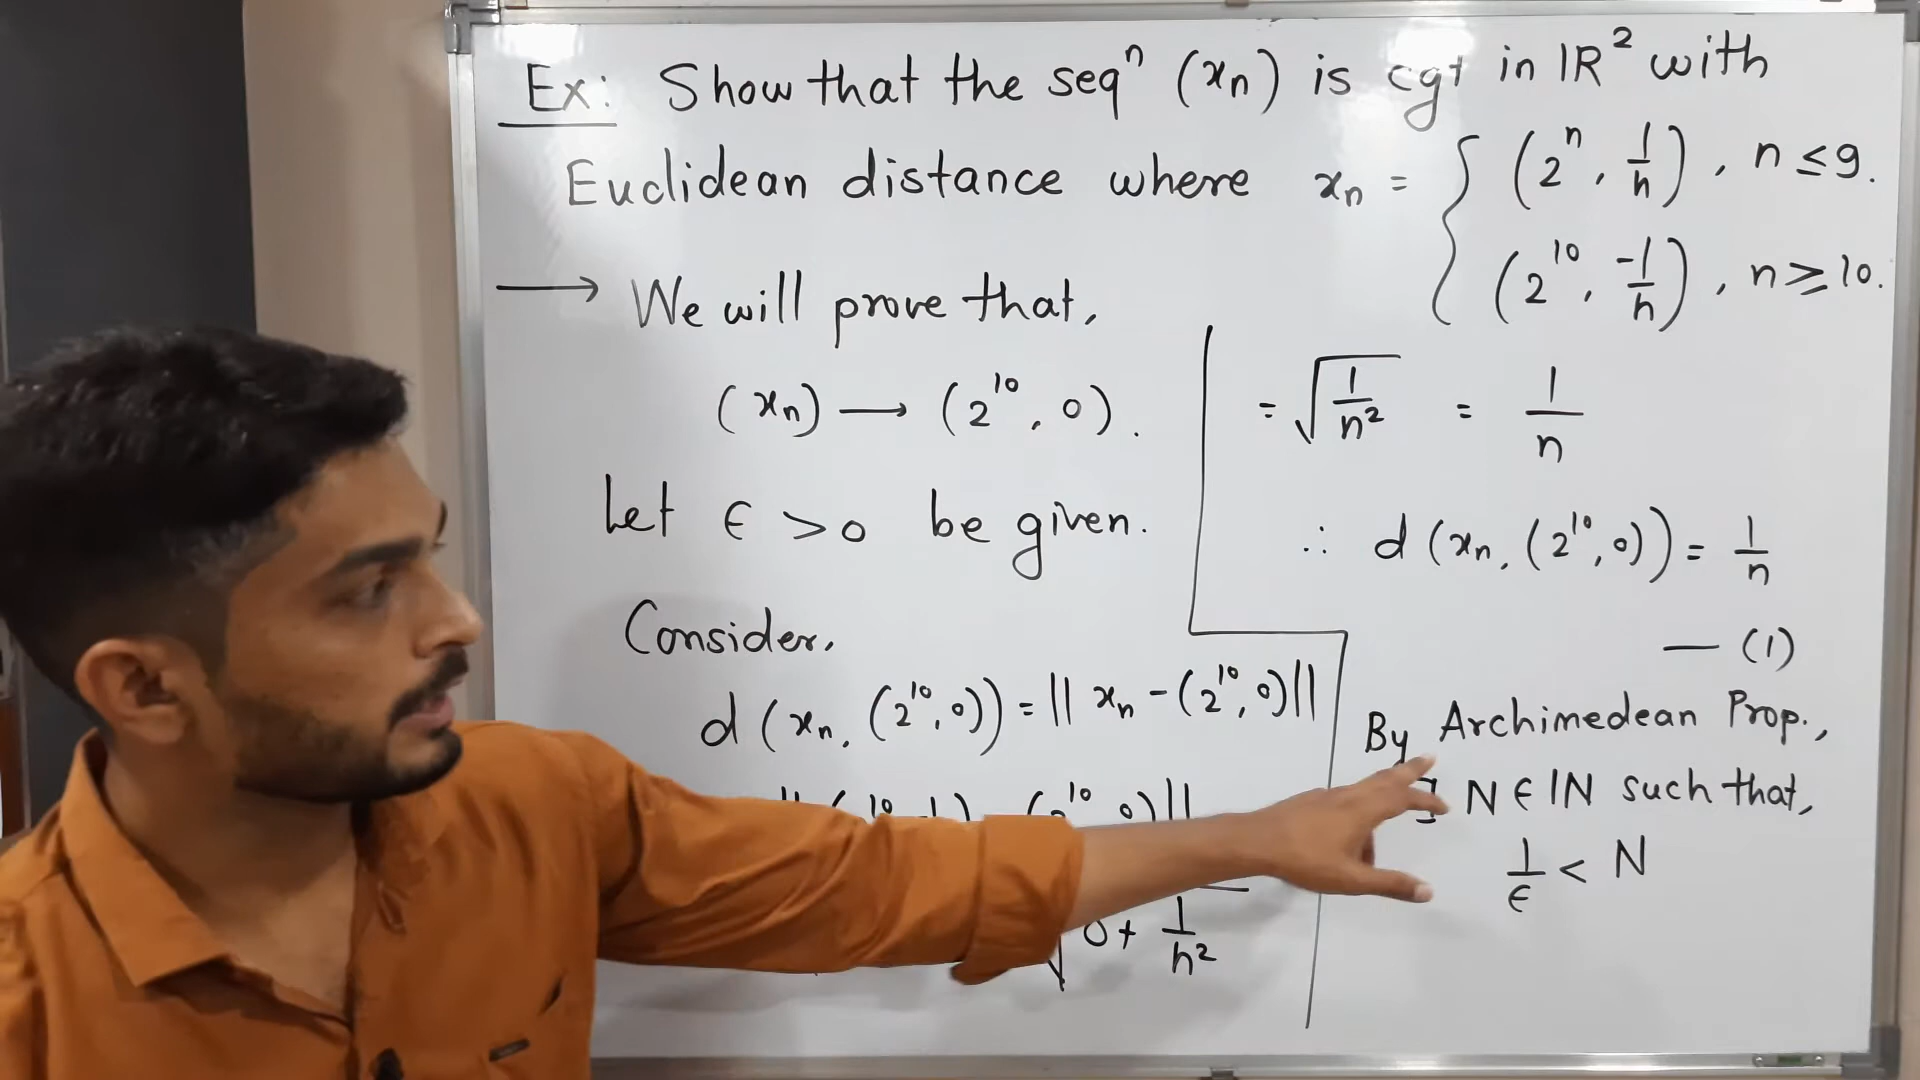 Ex: Show that the seqⁿ (xₙ) is cgt in ℝ² with
Euclidean distance where xₙ = { (2ⁿ, 1/n), n ≤ 9.
(2¹⁰, -1/n), n ≥ 10.
→ We will prove that,
(xₙ) → (2¹⁰, 0).
Let ε > 0 be given.
Consider,
d(xₙ, (2¹⁰, 0)) = || xₙ - (2¹⁰, 0) ||
(2¹⁰, 0) ||
√ 0 + 1/n²
= √(1/n²) = 1/n
∴ d(xₙ, (2¹⁰, 0)) = 1/n
— (1)
By Archimedean Prop.,
∃ N ∈ ℕ such that,
1/ε < N